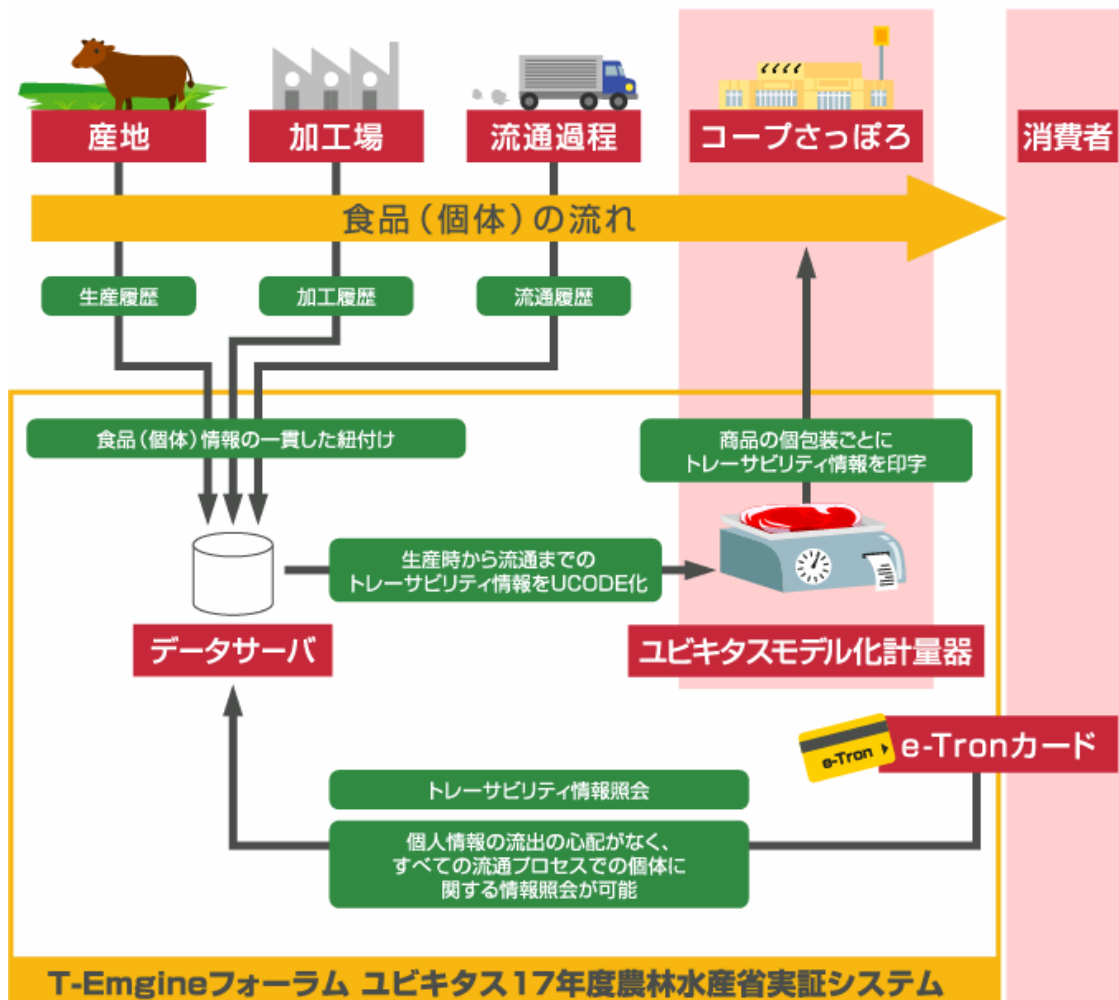 産地
加工場
流通過程
コープさっぽろ
消費者
食品(個体)の流れ
生産履歴
加工履歴
流通履歴
食品(個体)情報の一貫した紐付け
商品の個包装ごとに
トレーサビリティ情報を印字
生産時から流通までの
トレーサビリティ情報をUCODE化
データサーバ
ユビキタスモデル化計量器
e-Tron
e-Tronカード
トレーサビリティ情報照会
個人情報の流出の心配がなく、
すべての流通プロセスでの個体に
関する情報照会が可能
T-Emgineフォーラム ユビキタス17年度農林水産省実証システム